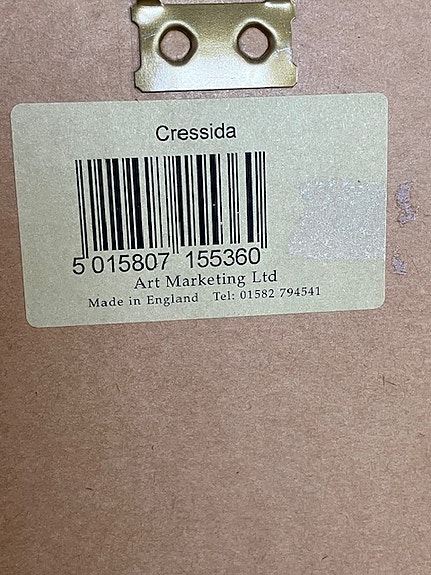 Cressida
5 015807 155360
Art Marketing Ltd
Made in England Tel: 01582 794541